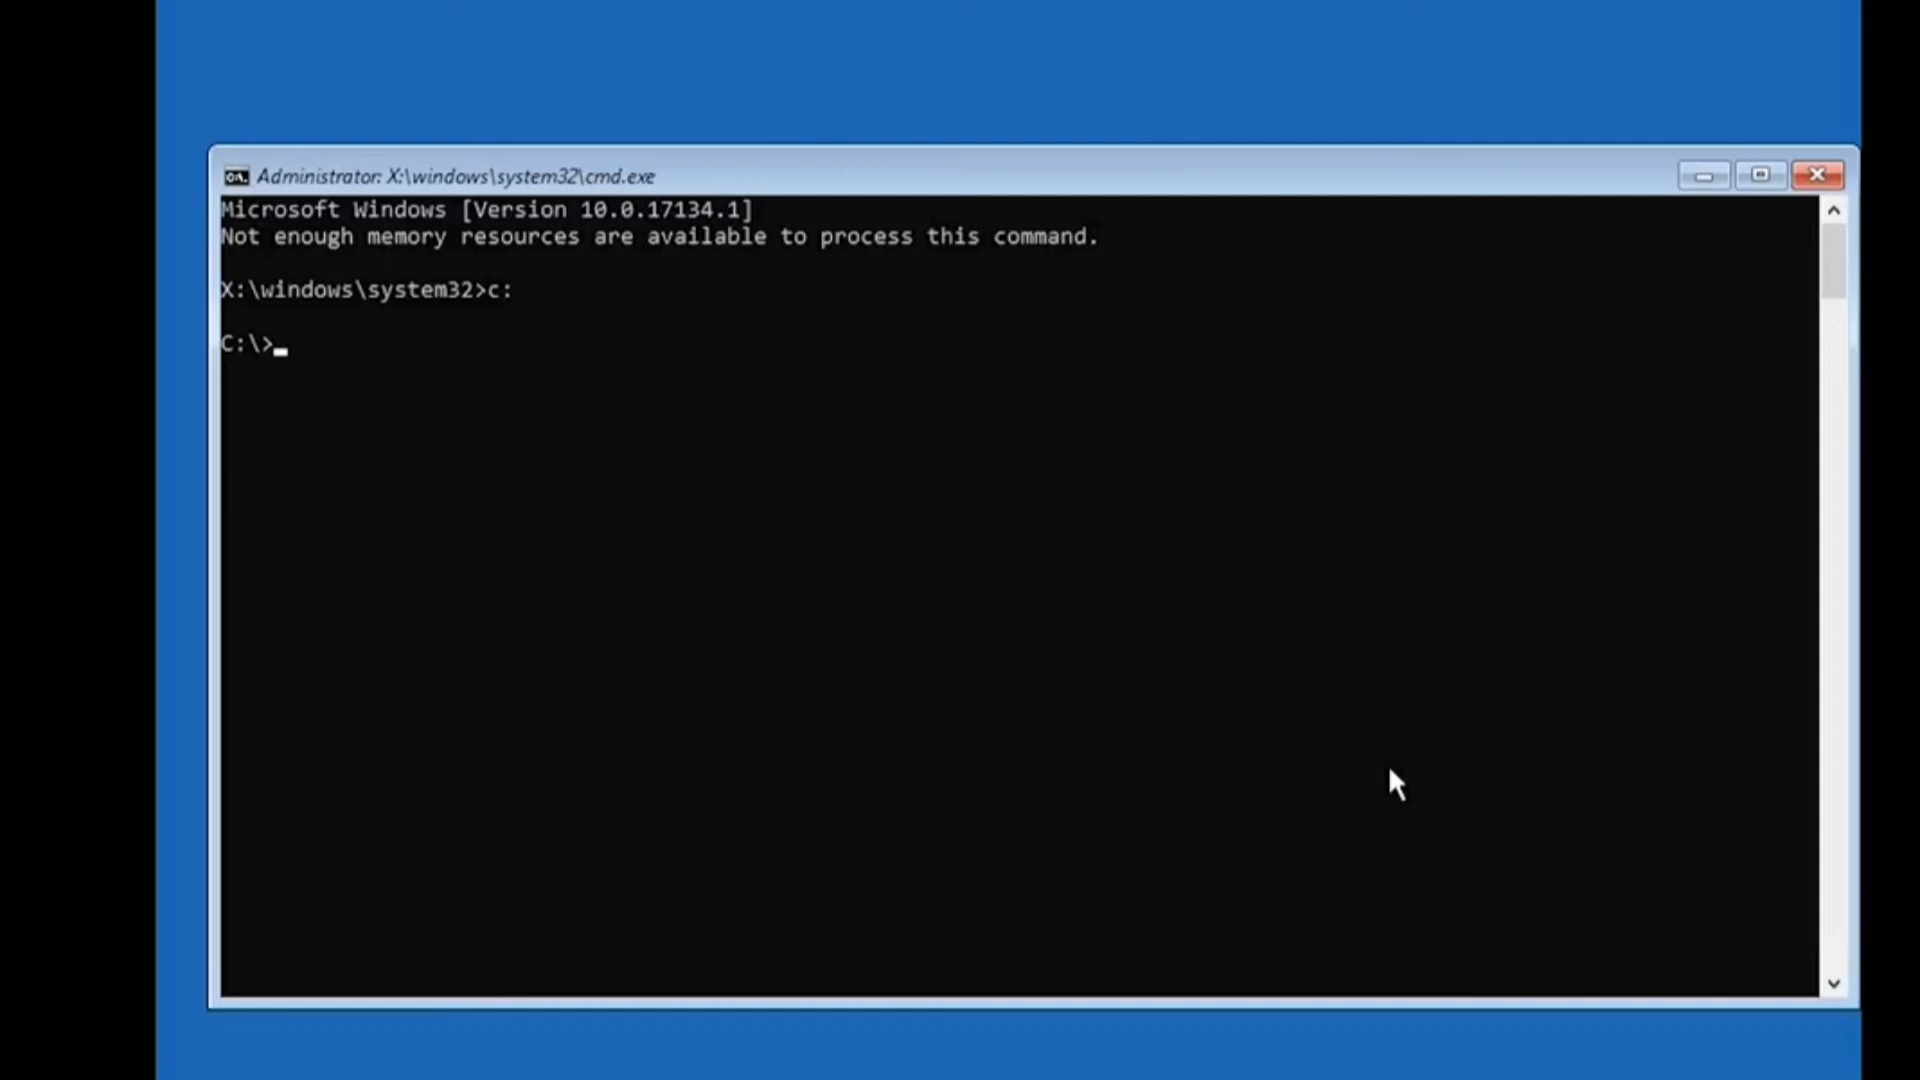 Administrator: X:\windows\system32\cmd.exe
Microsoft Windows [Version 10.0.17134.1]
Not enough memory resources are available to process this command.
X:\windows\system32>c:
C:\>